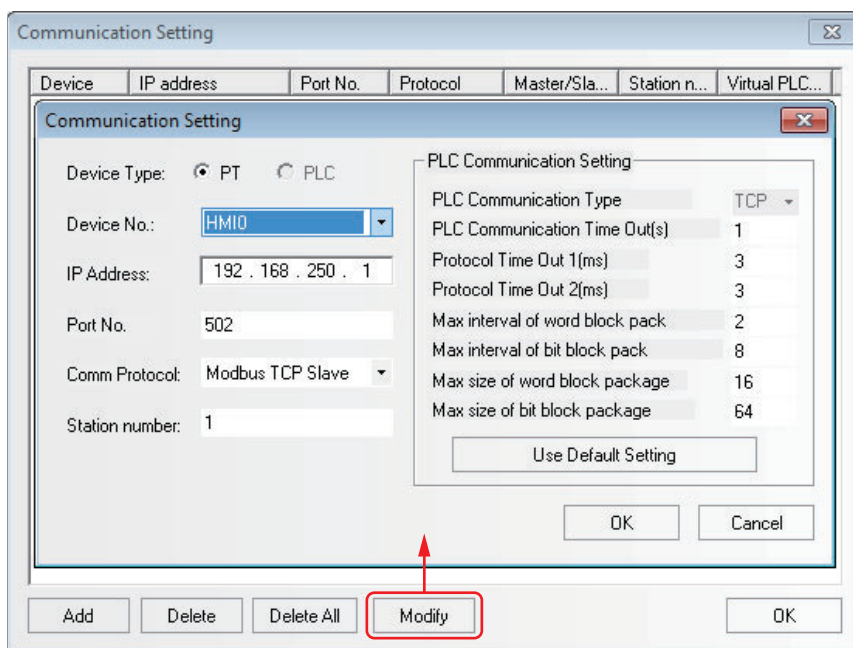 Communication Setting
Device IP address Port No. Protocol Master/Sla... Station n... Virtual PLC...
Communication Setting
Device Type: PT PLC
Device No.: HMI0
IP Address: 192 . 168 . 250 . 1
Port No. 502
Comm Protocol: Modbus TCP Slave
Station number: 1
PLC Communication Setting
PLC Communication Type TCP
PLC Communication Time Out(s) 1
Protocol Time Out 1(ms) 3
Protocol Time Out 2(ms) 3
Max interval of word block pack 2
Max interval of bit block pack 8
Max size of word block package 16
Max size of bit block package 64
Use Default Setting
OK Cancel
Add Delete Delete All Modify OK